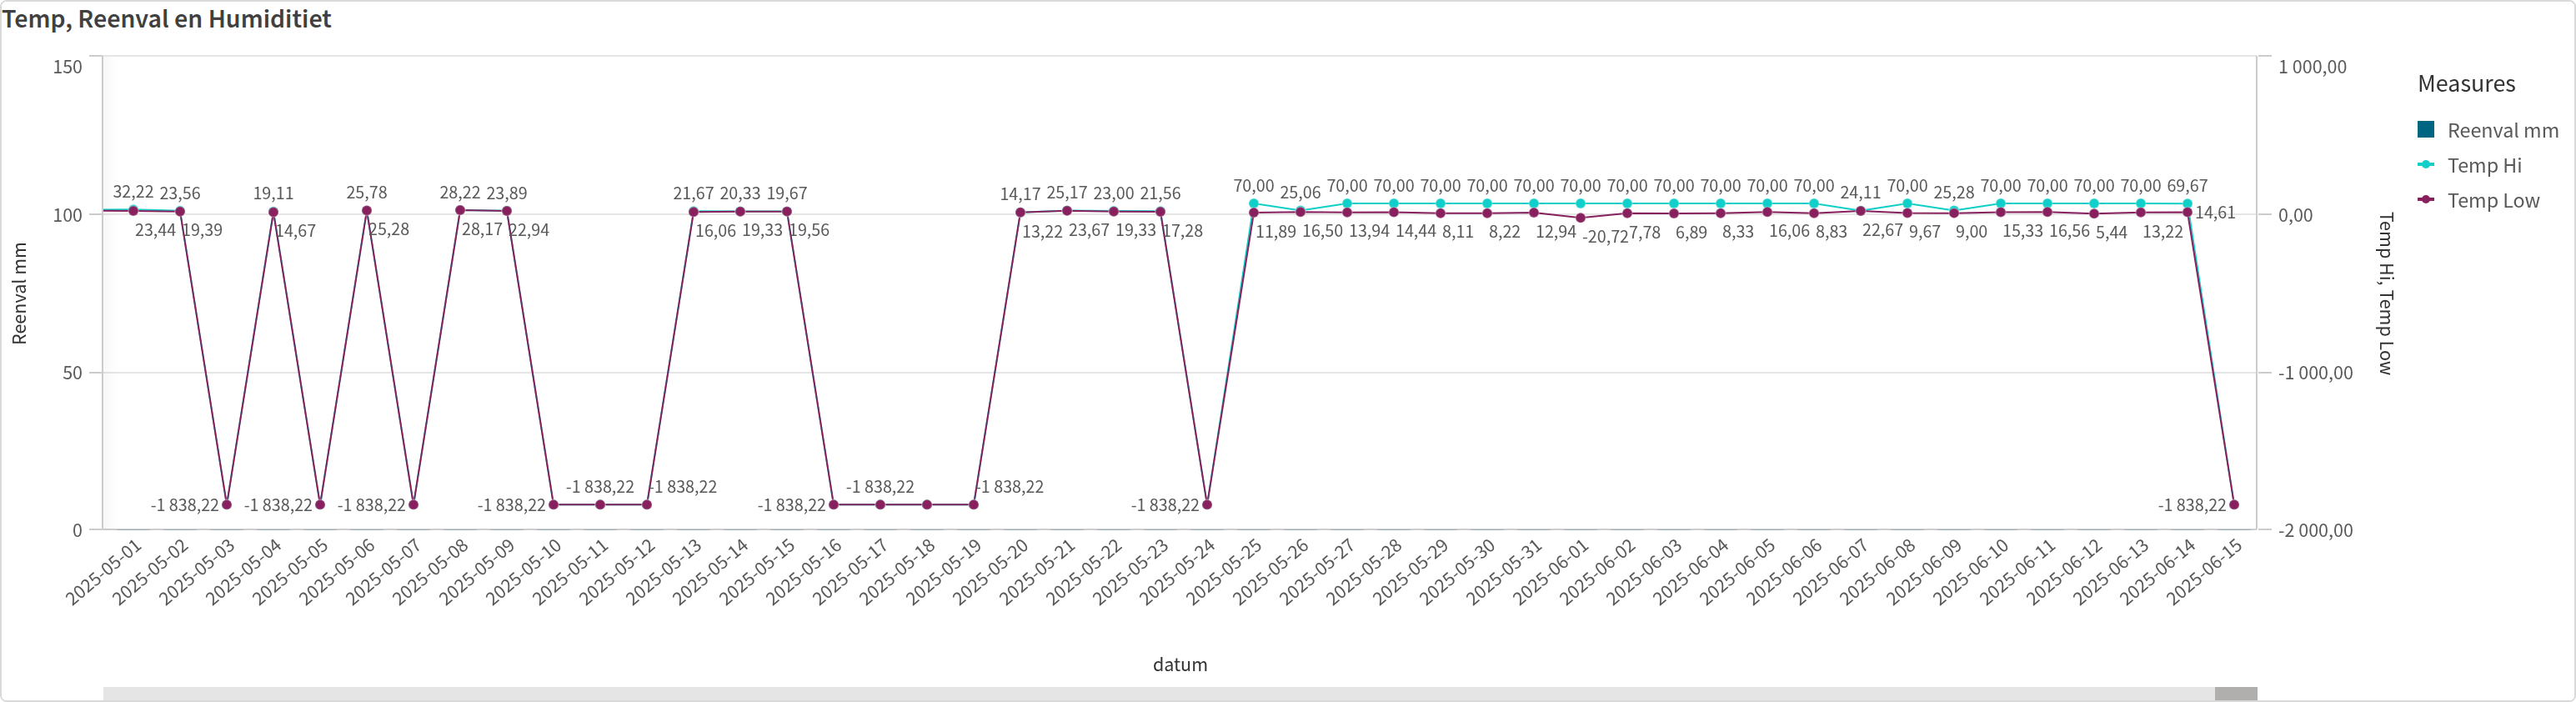 Temp, Reenval en Humiditiet
150
100
50
0
Reenval mm
1 000,00
0,00
-1 000,00
-2 000,00
Temp Hi, Temp Low
Measures
Reenval mm
Temp Hi
Temp Low
32,22 23,56 19,11 25,78 28,22 23,89 21,67 20,33 19,67 14,17 25,17 23,00 21,56 70,00 25,06 70,00 70,00 70,00 70,00 70,00 70,00 70,00 70,00 70,00 70,00 70,00 24,11 70,00 25,28 70,00 70,00 70,00 70,00 69,67
23,44 19,39 14,67 25,28 28,17 22,94 16,06 19,33 19,56 13,22 23,67 19,33 17,28 11,89 16,50 13,94 14,44 8,11 8,22 12,94 -20,72 7,78 6,89 8,33 16,06 8,83 22,67 9,67 9,00 15,33 16,56 5,44 13,22 14,61
-1 838,22 -1 838,22 -1 838,22 -1 838,22 -1 838,22 -1 838,22 -1 838,22 -1 838,22 -1 838,22 -1 838,22 -1 838,22
2025-05-01 2025-05-02 2025-05-03 2025-05-04 2025-05-05 2025-05-06 2025-05-07 2025-05-08 2025-05-09 2025-05-10 2025-05-11 2025-05-12 2025-05-13 2025-05-14 2025-05-15 2025-05-16 2025-05-17 2025-05-18 2025-05-19 2025-05-20 2025-05-21 2025-05-22 2025-05-23 2025-05-24 2025-05-25 2025-05-26 2025-05-27 2025-05-28 2025-05-29 2025-05-30 2025-05-31 2025-06-01 2025-06-02 2025-06-03 2025-06-04 2025-06-05 2025-06-06 2025-06-07 2025-06-08 2025-06-09 2025-06-10 2025-06-11 2025-06-12 2025-06-13 2025-06-14 2025-06-15
datum